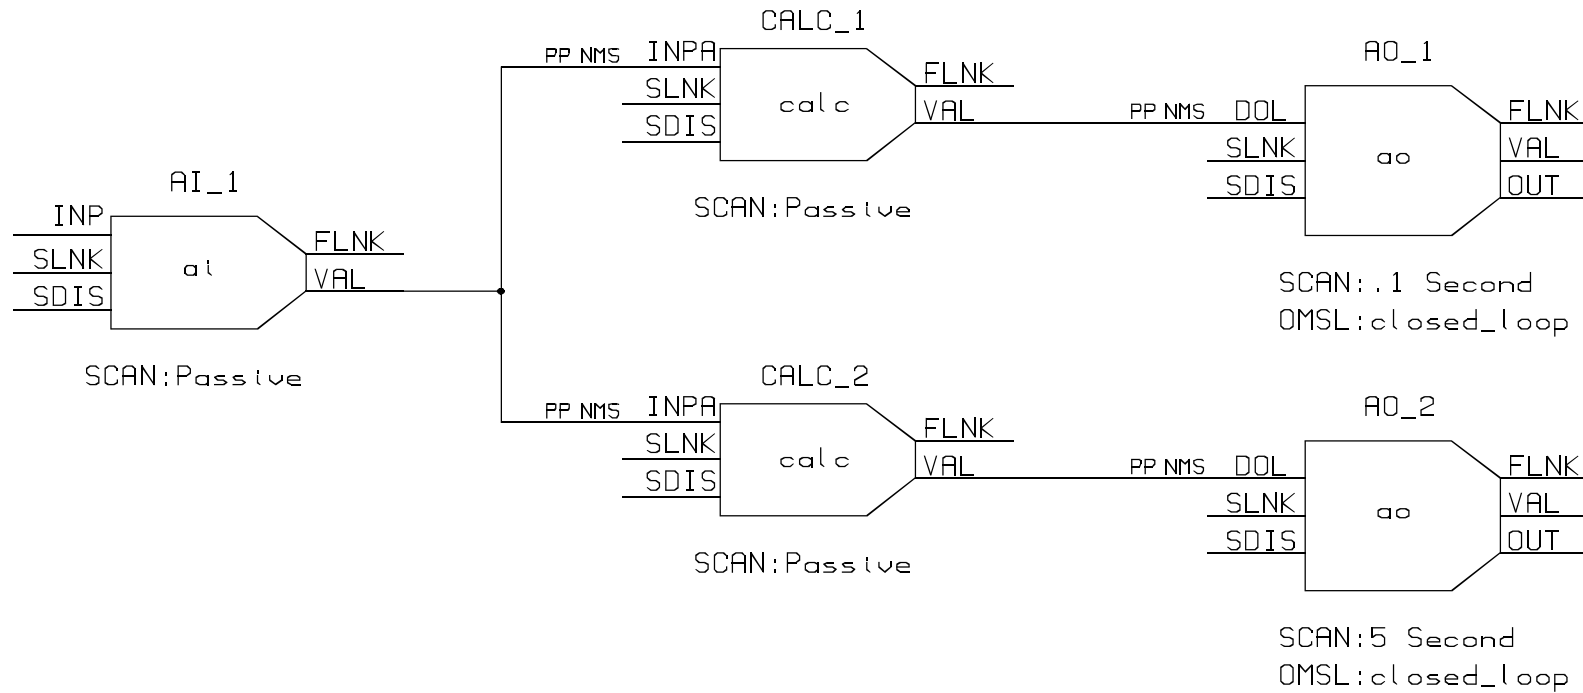 CALC_1
PP NMS INPA
SLNK
SDIS
calc
FLNK
VAL
SCAN:Passive
AO_1
PP NMS DOL
SLNK
SDIS
ao
FLNK
VAL
OUT
SCAN:.1 Second
OMSL:closed_loop
AI_1
INP
SLNK
SDIS
ai
FLNK
VAL
SCAN:Passive
CALC_2
PP NMS INPA
SLNK
SDIS
calc
FLNK
VAL
SCAN:Passive
AO_2
PP NMS DOL
SLNK
SDIS
ao
FLNK
VAL
OUT
SCAN:5 Second
OMSL:closed_loop